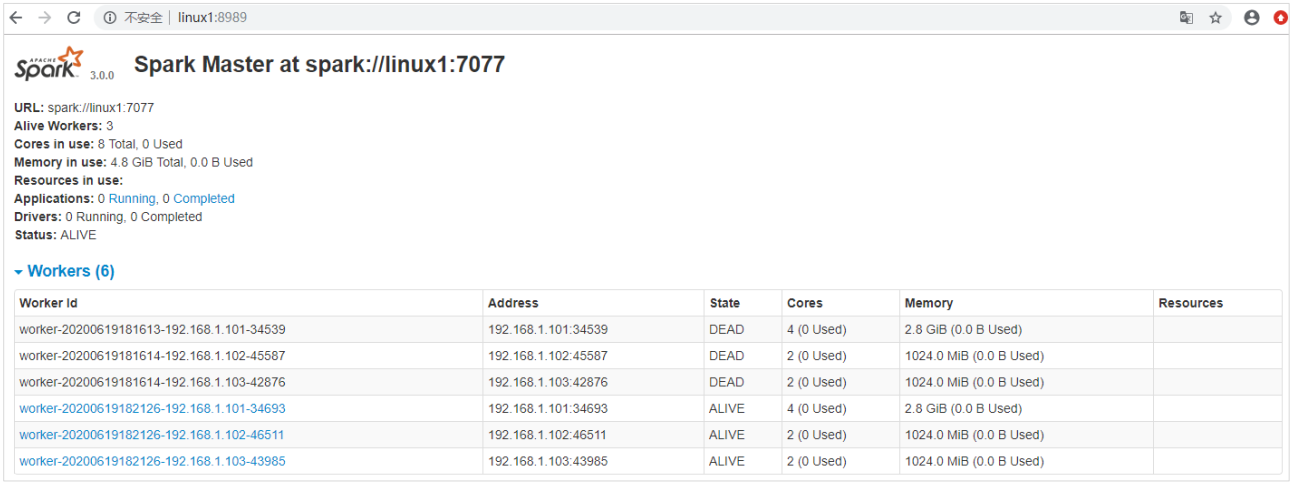 不安全 linux1:8989
APACHE
Spark 3.0.0 Spark Master at spark://linux1:7077
URL: spark://linux1:7077
Alive Workers: 3
Cores in use: 8 Total, 0 Used
Memory in use: 4.8 GiB Total, 0.0 B Used
Resources in use:
Applications: 0 Running, 0 Completed
Drivers: 0 Running, 0 Completed
Status: ALIVE
Workers (6)
Worker Id Address State Cores Memory Resources
worker-20200619181613-192.168.1.101-34539 192.168.1.101:34539 DEAD 4 (0 Used) 2.8 GiB (0.0 B Used)
worker-20200619181614-192.168.1.102-45587 192.168.1.102:45587 DEAD 2 (0 Used) 1024.0 MiB (0.0 B Used)
worker-20200619181614-192.168.1.103-42876 192.168.1.103:42876 DEAD 2 (0 Used) 1024.0 MiB (0.0 B Used)
worker-20200619182126-192.168.1.101-34693 192.168.1.101:34693 ALIVE 4 (0 Used) 2.8 GiB (0.0 B Used)
worker-20200619182126-192.168.1.102-46511 192.168.1.102:46511 ALIVE 2 (0 Used) 1024.0 MiB (0.0 B Used)
worker-20200619182126-192.168.1.103-43985 192.168.1.103:43985 ALIVE 2 (0 Used) 1024.0 MiB (0.0 B Used)